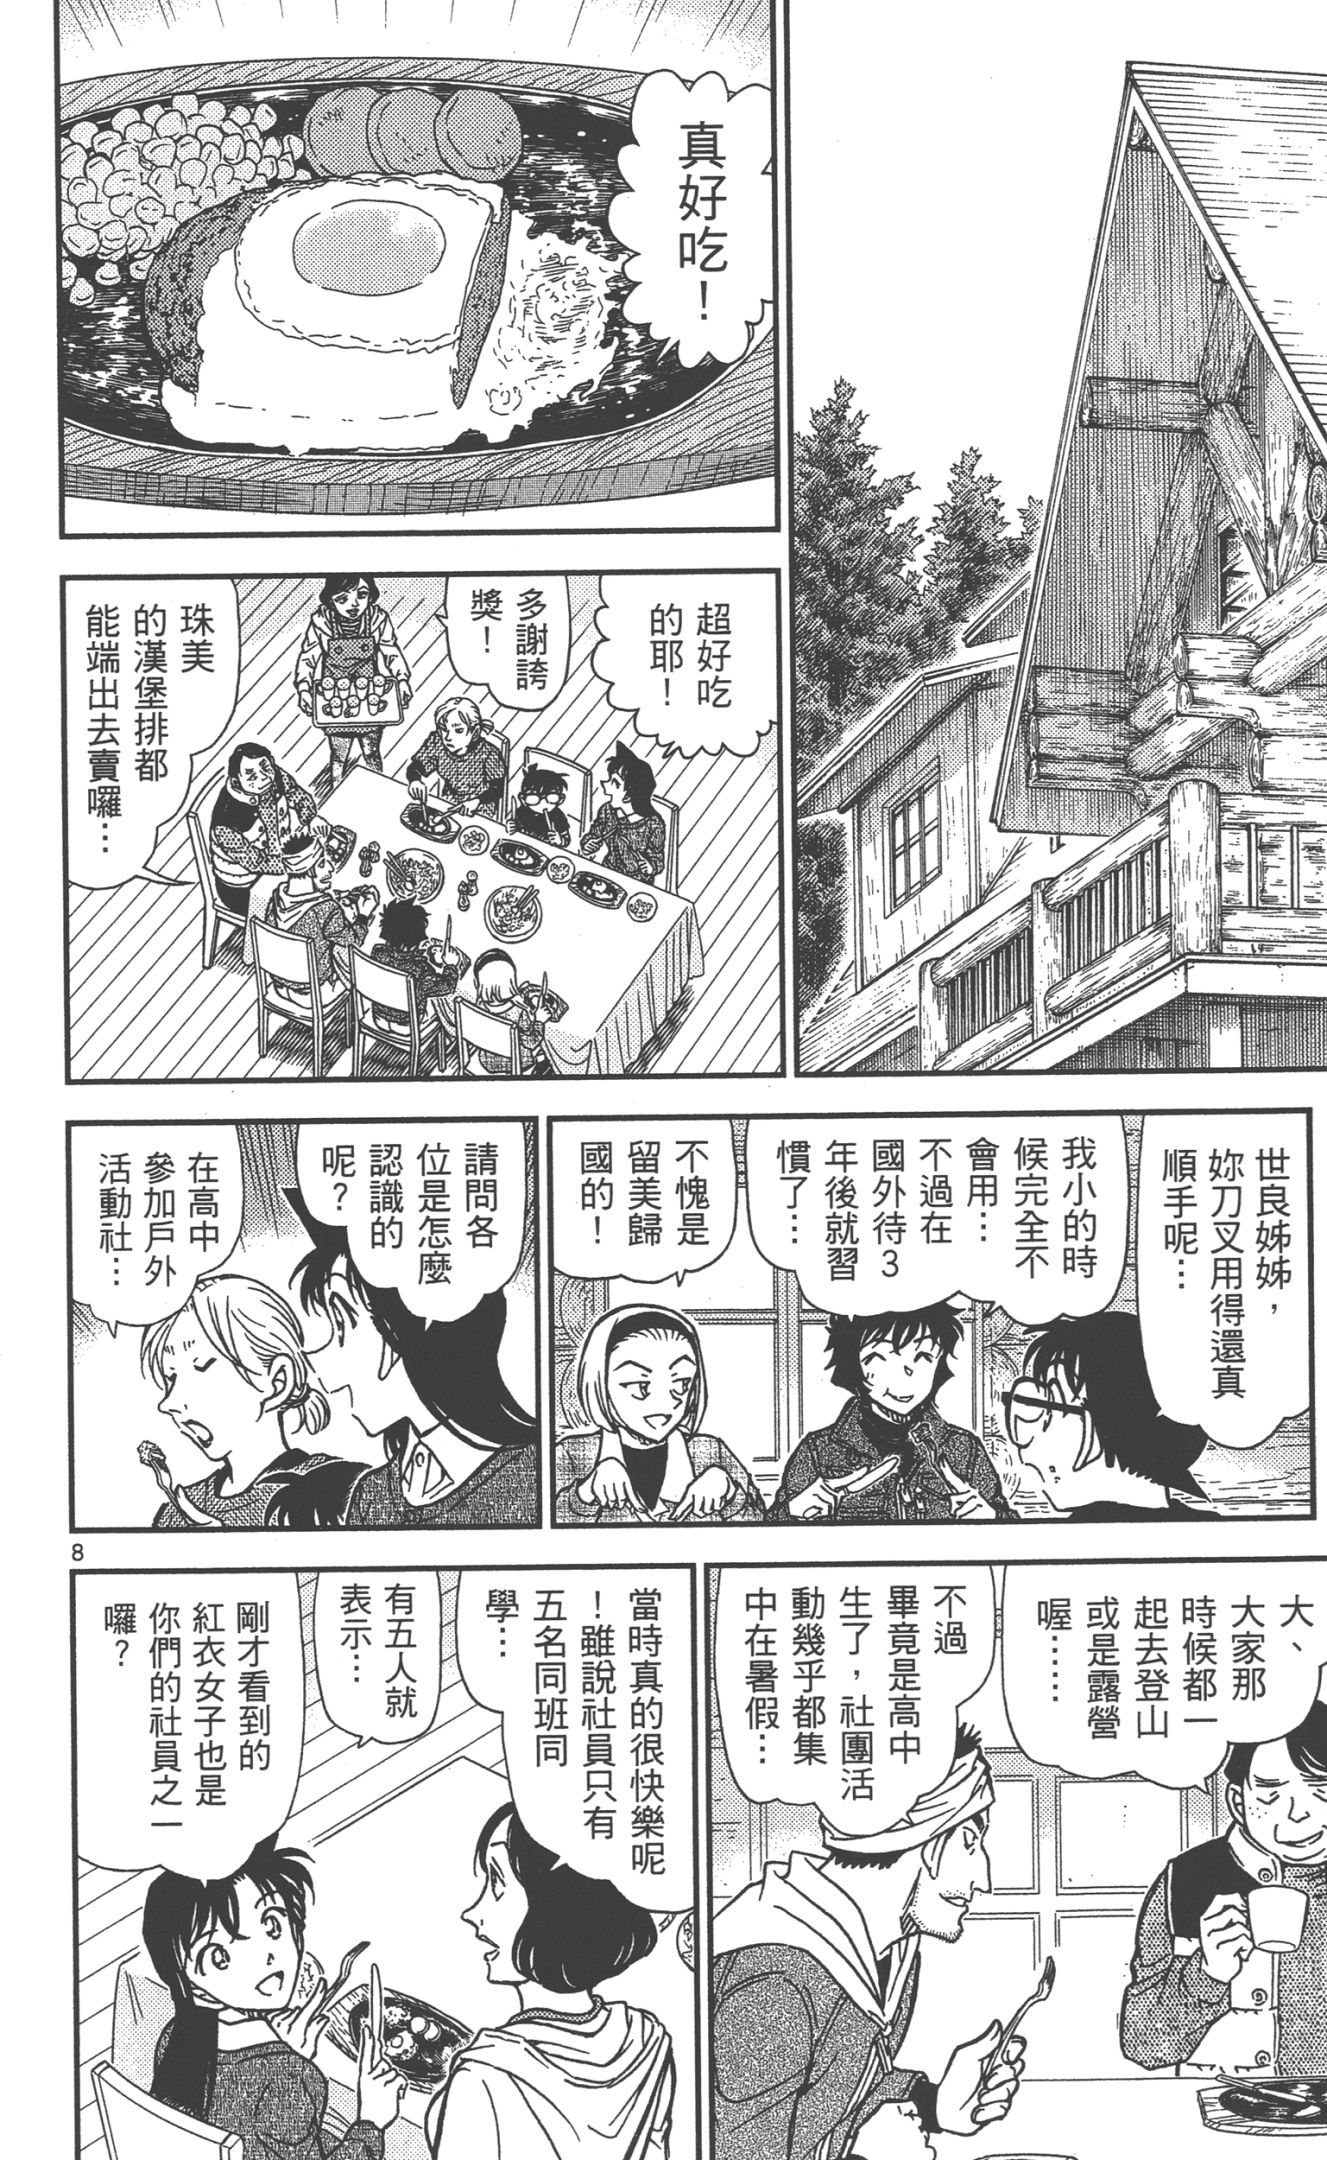 真好吃！
超好吃
的耶！
多謝誇
獎！
珠美
的漢堡排都
能端出去賣囉…
世良姊姊，
妳刀叉用得還真
順手呢…
我小的時
候完全不
會用…
不過在
國外待3
年後就習
慣了…
不愧是
留美歸
國的！
請問各
位是怎麼
認識的
呢？
在高中
參加戶外
活動社…
8
大、
大家那
時候都一
起去登山
或是露營
喔……
不過
畢竟是高中
生了，社團活
動幾乎都集
中在暑假…
當時真的很快樂呢
！雖說社員只有
五名同班同
學…
有五人就
表示…
剛才看到的
紅衣女子也是
你們的社員之一
囉？